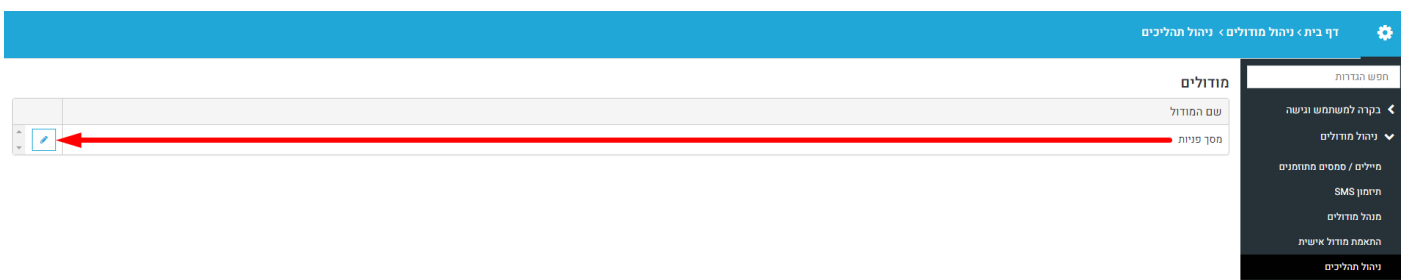 דף בית > ניהול מודולים > ניהול תהליכים
חפש הגדרות
בקרה למשתמש וגישה
ניהול מודולים
מיילים / סמסים מתוזמנים
תיזמון SMS
מנהל מודולים
התאמת מודול אישית
ניהול תהליכים
מודולים
שם המודול
מסך פניות